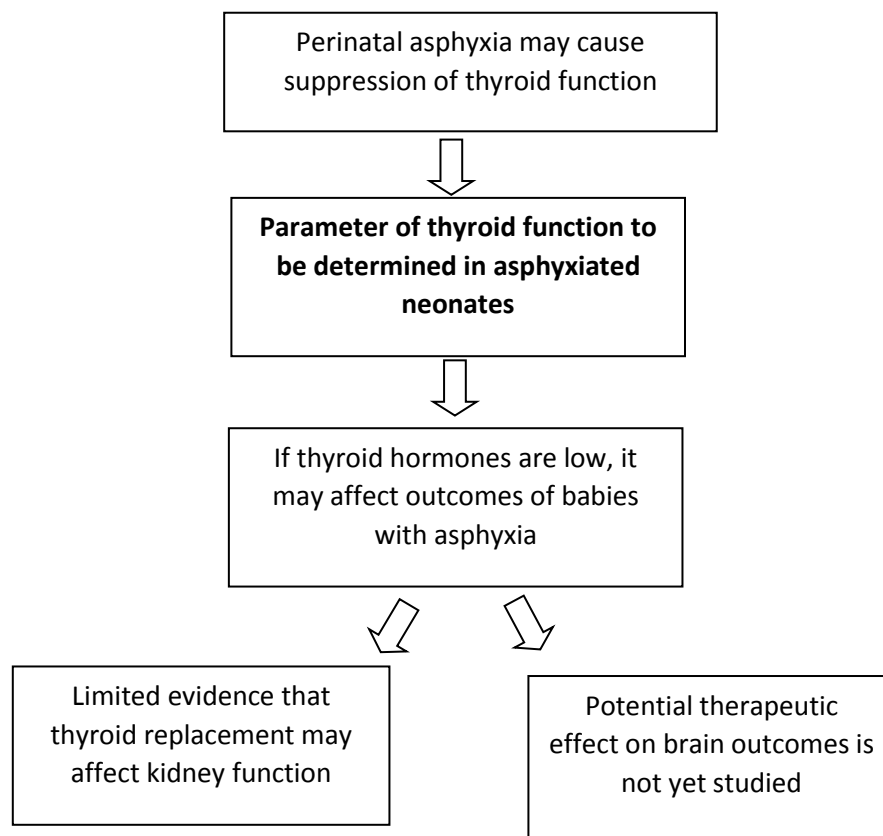 Perinatal asphyxia may cause
suppression of thyroid function
Parameter of thyroid function to
be determined in asphyxiated
neonates
If thyroid hormones are low, it
may affect outcomes of babies
with asphyxia
Limited evidence that
thyroid replacement may
affect kidney function
Potential therapeutic
effect on brain outcomes is
not yet studied